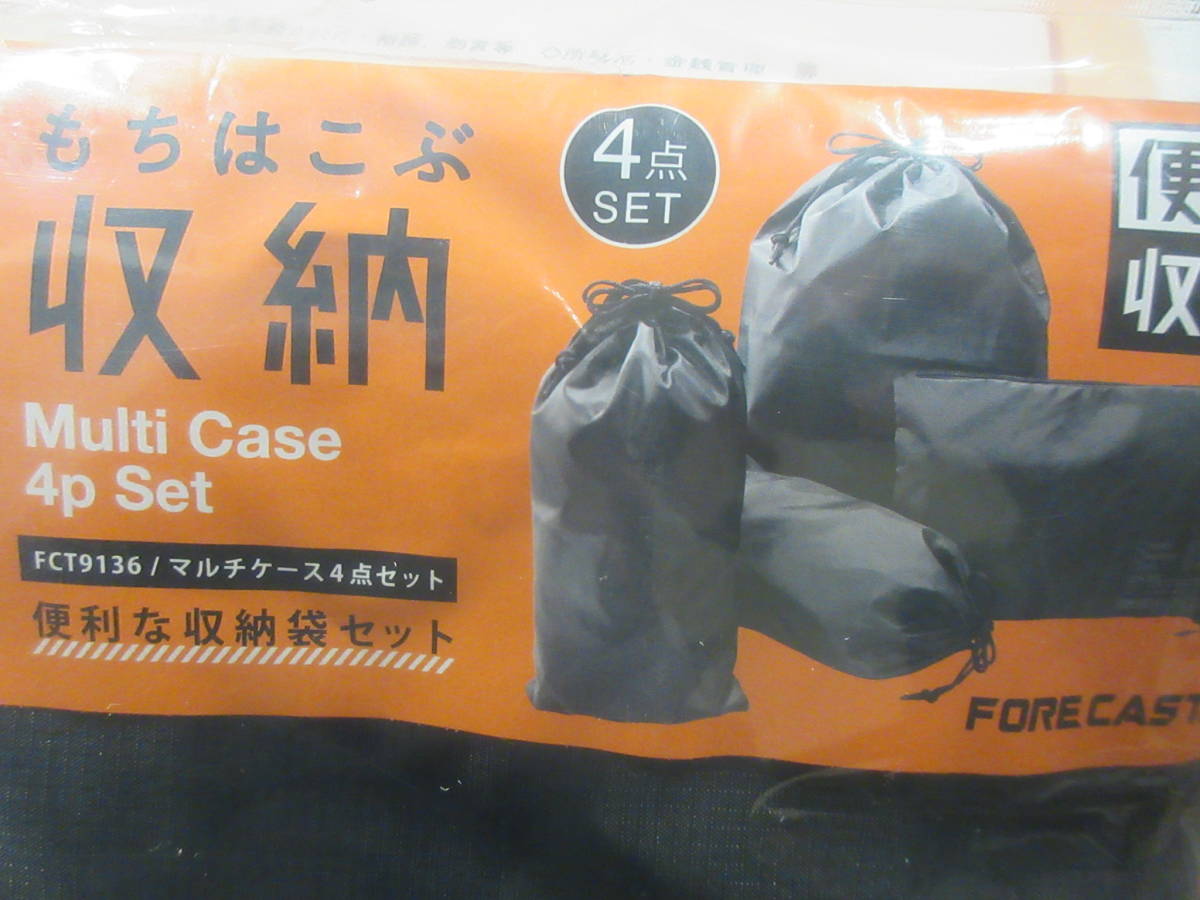 もちはこぶ
収納
Multi Case
4p Set
FCT9136 / マルチケース4点セット
便利な収納袋セット
4点
SET
便
収
FORECAST